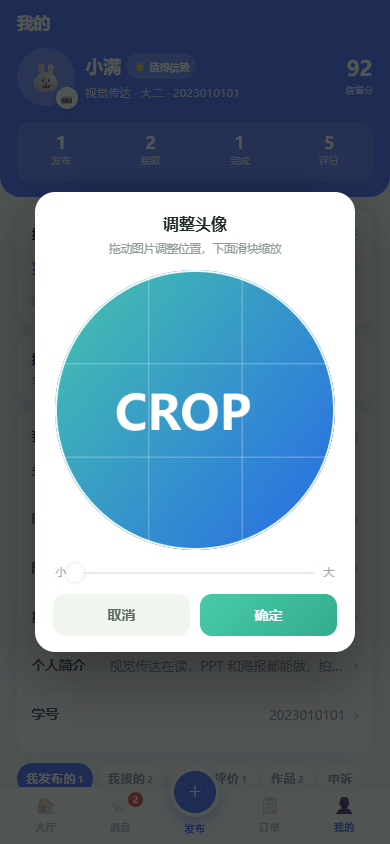 我的
小满 值得信赖
92
视觉传达 · 大二 · 2023010101
信誉分
1 2 1 5
发布 接取 完成 评分
调整头像
拖动图片调整位置，下面滑块缩放
CROP
小 大
取消 确定
个人简介 视觉传达在读，PPT 和海报都能做、拍... ›
学号 2023010101 ›
我发布的 1 我接的 2 评价 1 作品 2 申诉
2
大厅 消息 发布 订单 我的